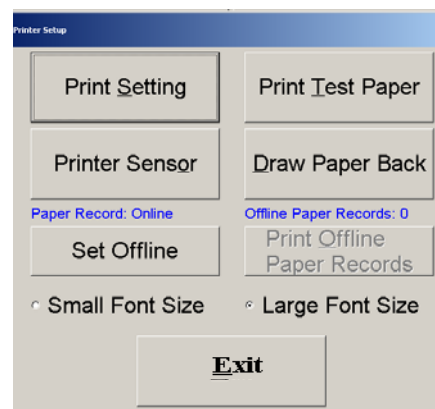 Printer Setup
Print Setting
Print Test Paper
Printer Sensor
Draw Paper Back
Paper Record: Online
Offline Paper Records: 0
Set Offline
Print Offline
Paper Records
Small Font Size
Large Font Size
Exit